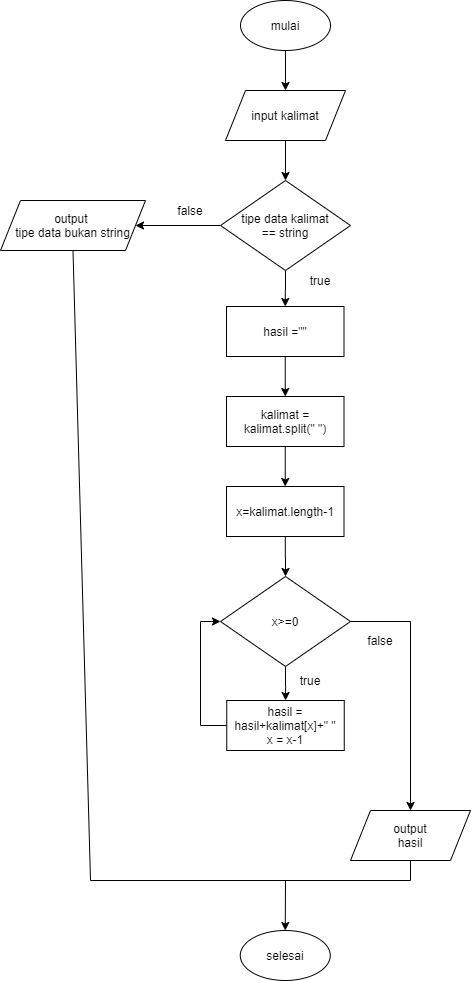 mulai
input kalimat
tipe data kalimat
== string
false
output
tipe data bukan string
true
hasil =""
kalimat =
kalimat.split(" ")
x=kalimat.length-1
x>=0
false
true
hasil =
hasil+kalimat[x]+" "
x = x-1
output
hasil
selesai